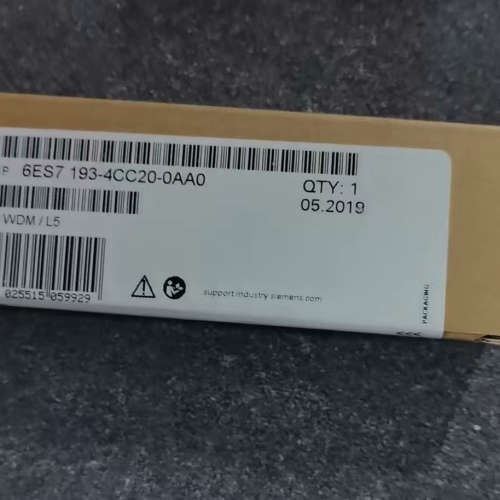 P 6ES7 193-4CC20-0AA0
QTY: 1
05.2019
WDM / L5
025515 059929
support.industry.siemens.com
PACKAGING